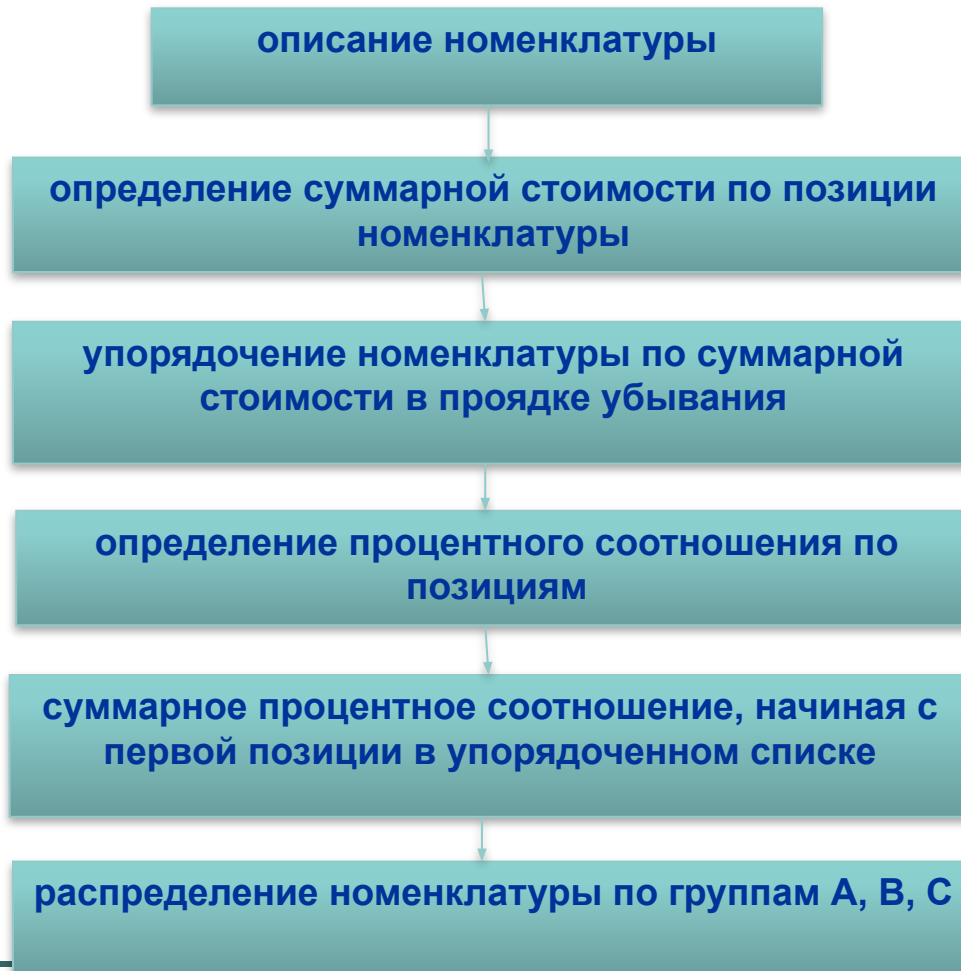 описание номенклатуры
определение суммарной стоимости по позиции
номенклатуры
упорядочение номенклатуры по суммарной
стоимости в проядке убывания
определение процентного соотношения по
позициям
суммарное процентное соотношение, начиная с
первой позиции в упорядоченном списке
распределение номенклатуры по группам А, В, С